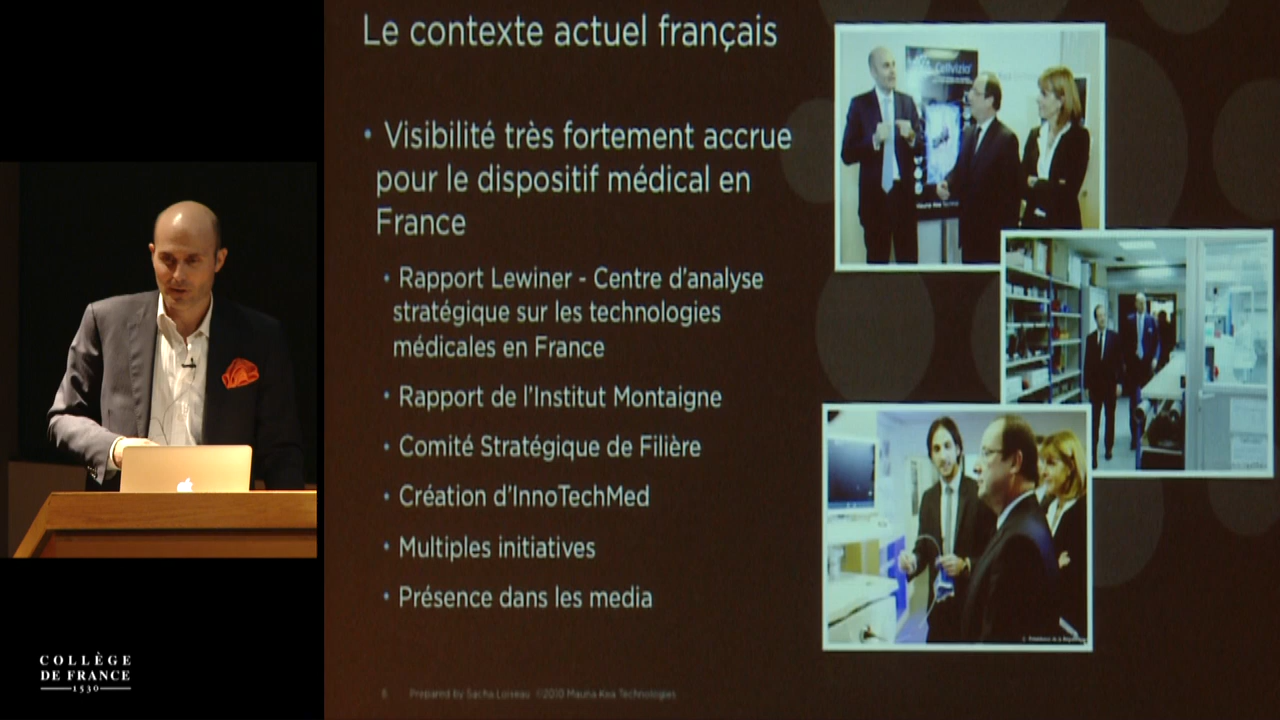 Le contexte actuel français
• Visibilité très fortement accrue
pour le dispositif médical en
France
• Rapport Lewiner - Centre d'analyse
stratégique sur les technologies
médicales en France
• Rapport de l'Institut Montaigne
• Comité Stratégique de Filière
• Création d'InnoTechMed
• Multiples initiatives
• Présence dans les media
6 Prepared by Sacha Loiseau ©2010 Mauna Kea Technologies
Cellvizio
COLLÈGE
DE FRANCE
1530